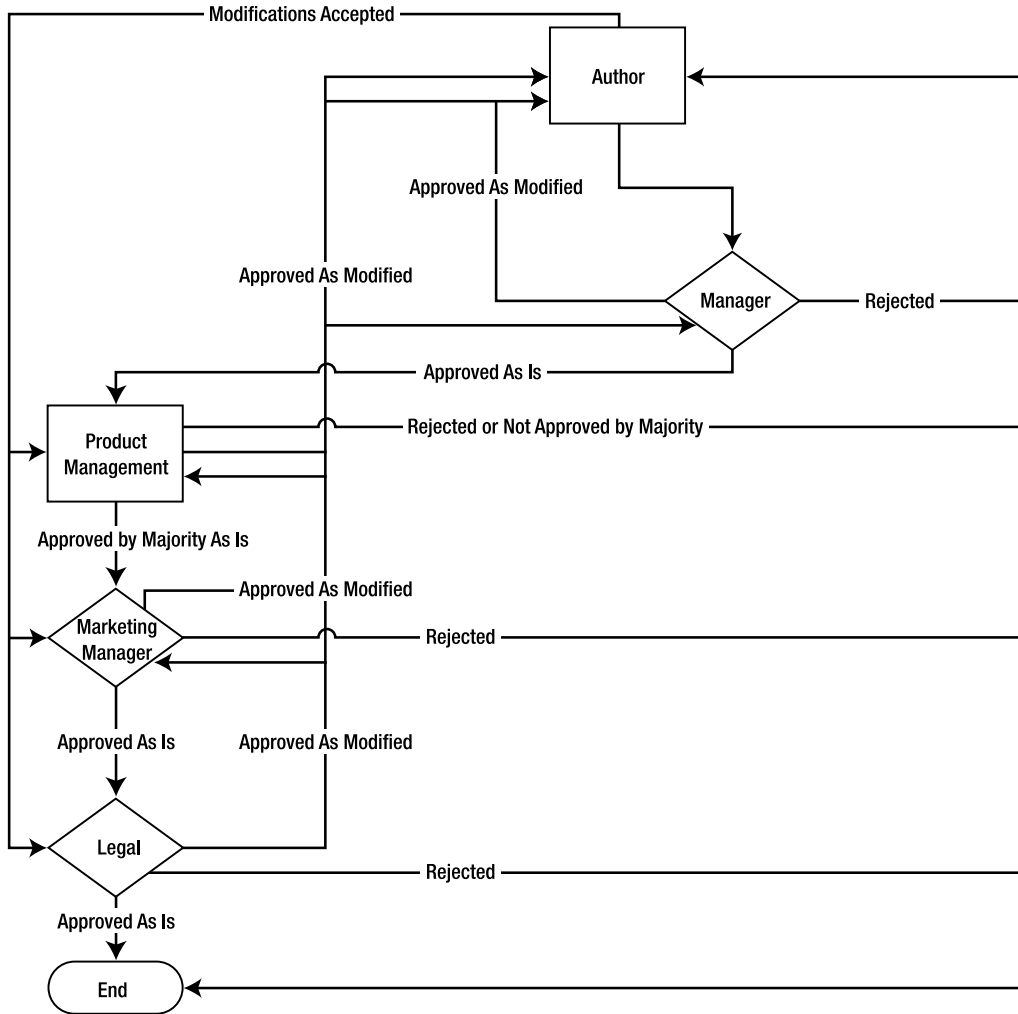 Modifications Accepted
Author
Approved As Modified
Approved As Modified
Manager
Rejected
Approved As Is
Rejected or Not Approved by Majority
Product
Management
Approved by Majority As Is
Approved As Modified
Marketing
Manager
Rejected
Approved As Is
Approved As Modified
Legal
Rejected
Approved As Is
End